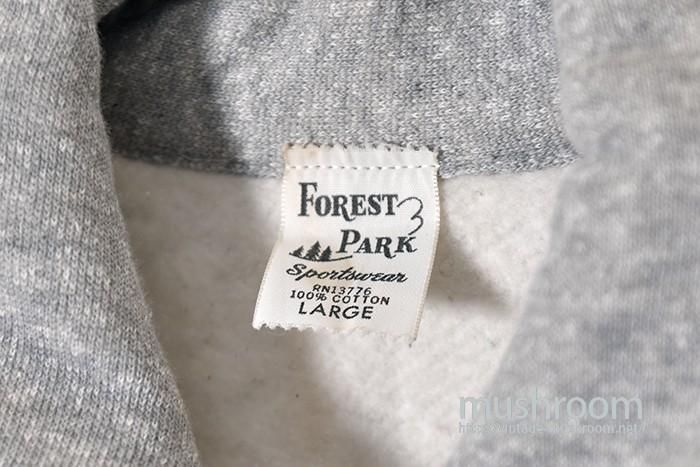 FOREST
PARK
Sportswear
RN13776
100% COTTON
LARGE
mushroom